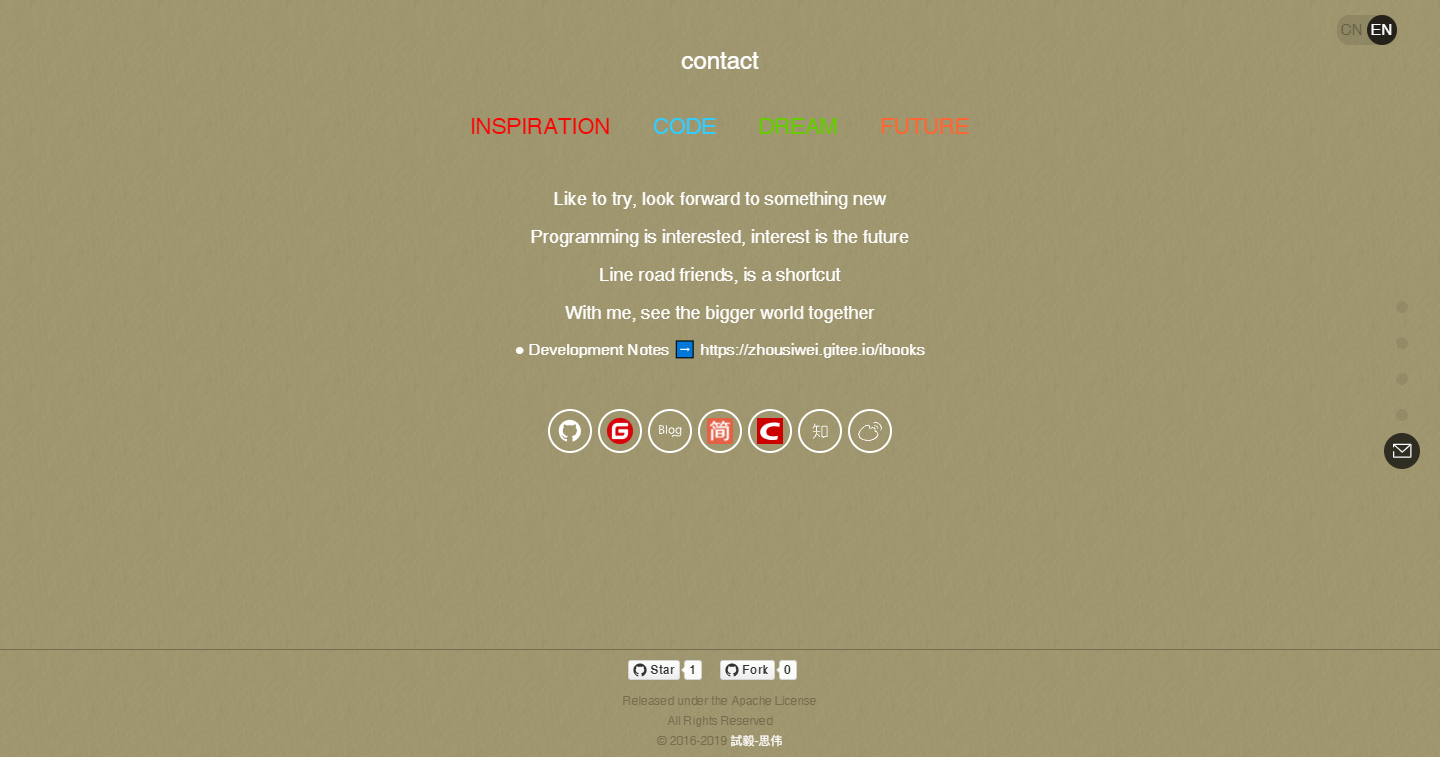 CN EN
contact
INSPIRATION CODE DREAM FUTURE
Like to try, look forward to something new
Programming is interested, interest is the future
Line road friends, is a shortcut
With me, see the bigger world together
● Development Notes ➡ https://zhousiwei.gitee.io/ibooks
G Blog 简 C 知
Star 1 Fork 0
Released under the Apache License
All Rights Reserved
© 2016-2019 試毅-思伟